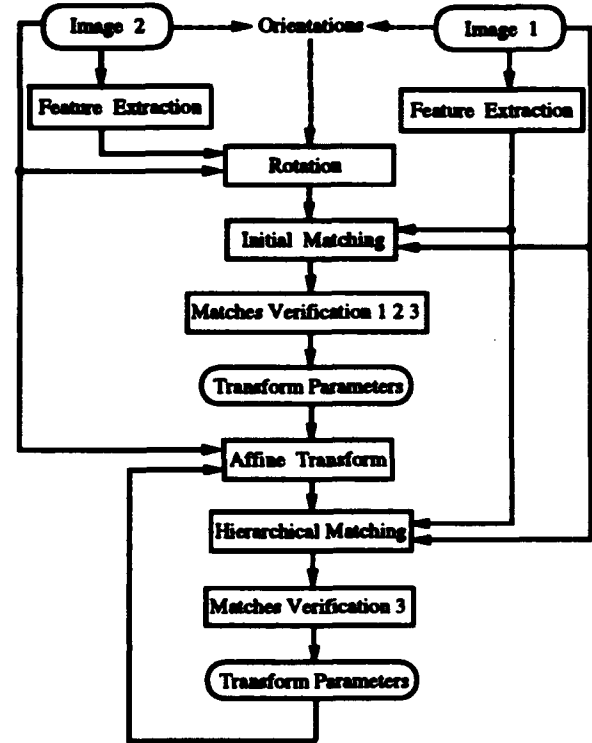 Image 2
Orientations
Image 1
Feature Extraction
Feature Extraction
Rotation
Initial Matching
Matches Verification 1 2 3
Transform Parameters
Affine Transform
Hierarchical Matching
Matches Verification 3
Transform Parameters